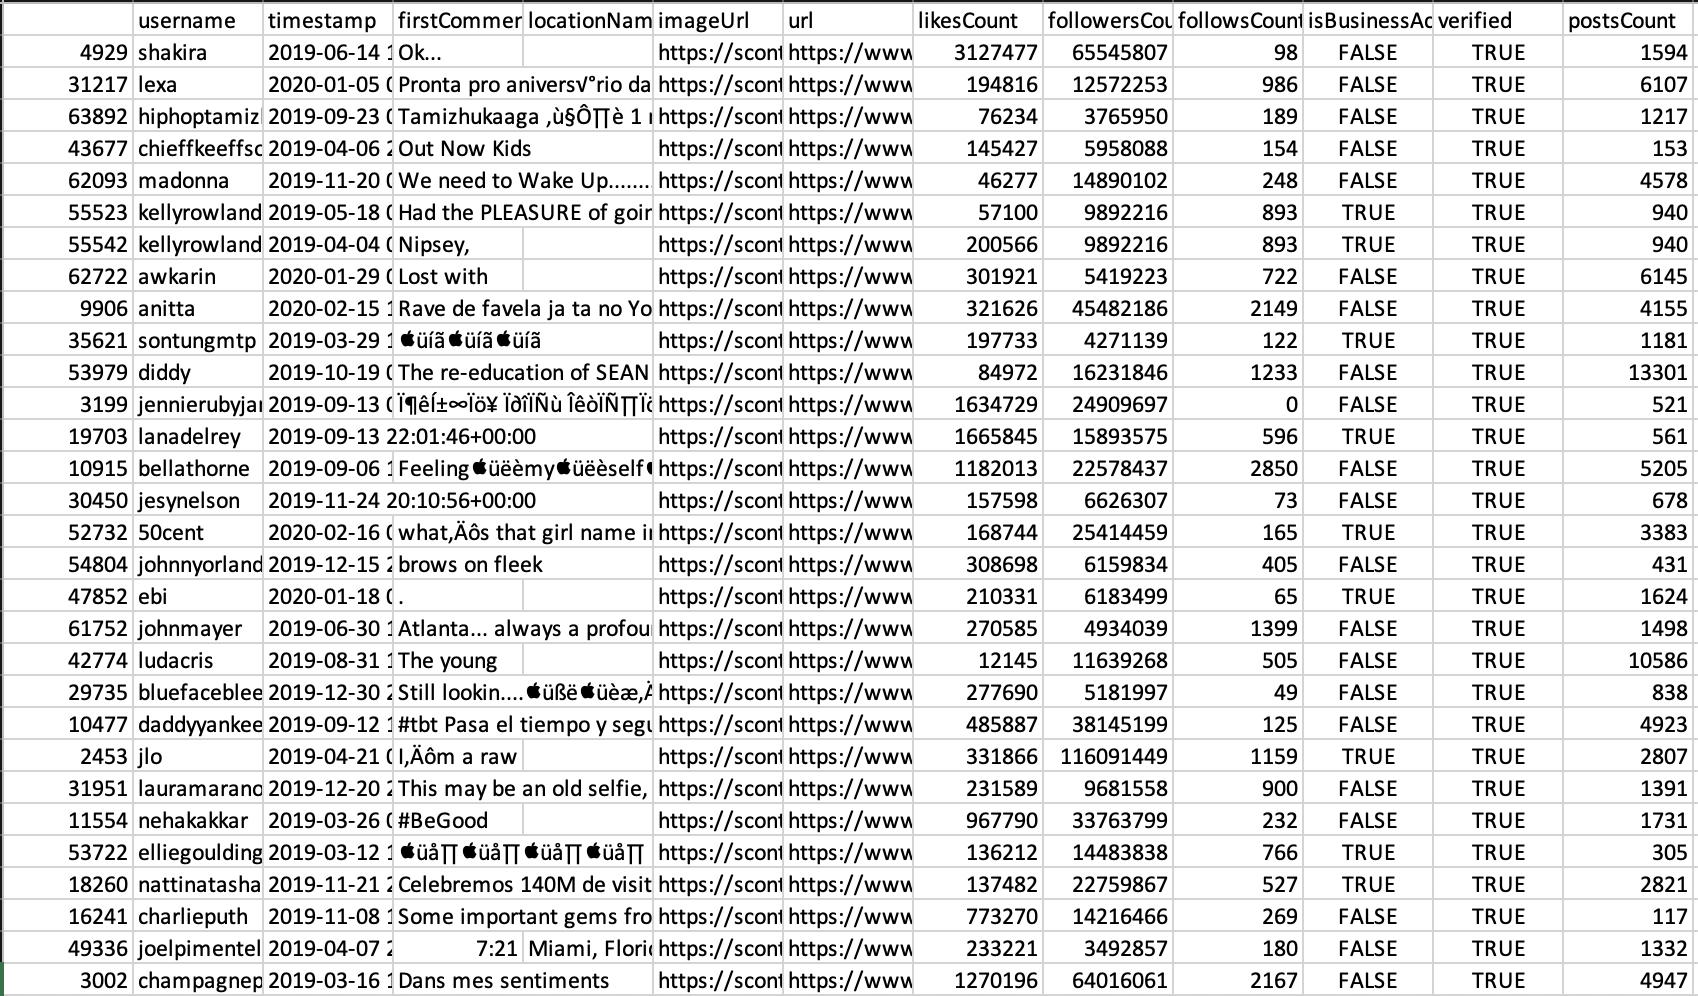 username timestamp firstCommer locationNam imageUrl url likesCount followersCou followsCount isBusinessAc verified postsCount
4929 shakira 2019-06-14 1 Ok... https://scont https://www 3127477 65545807 98 FALSE TRUE 1594
31217 lexa 2020-01-05 0 Pronta pro anivers√°rio da https://scont https://www 194816 12572253 986 FALSE TRUE 6107
63892 hiphoptamiz 2019-09-23 0 Tamizhukaaga ‚ù§Ô∏è 1 https://scont https://www 76234 3765950 189 FALSE TRUE 1217
43677 chieffkeeffsc 2019-04-06 2 Out Now Kids https://scont https://www 145427 5958088 154 FALSE TRUE 153
62093 madonna 2019-11-20 0 We need to Wake Up........ https://scont https://www 46277 14890102 248 FALSE TRUE 4578
55523 kellyrowland 2019-05-18 0 Had the PLEASURE of goin https://scont https://www 57100 9892216 893 TRUE TRUE 940
55542 kellyrowland 2019-04-04 0 Nipsey, https://scont https://www 200566 9892216 893 TRUE TRUE 940
62722 awkarin 2020-01-29 0 Lost with https://scont https://www 301921 5419223 722 FALSE TRUE 6145
9906 anitta 2020-02-15 1 Rave de favela ja ta no Yo https://scont https://www 321626 45482186 2149 FALSE TRUE 4155
35621 sontungmtp 2019-03-29 1 üíãüíãüíã https://scont https://www 197733 4271139 122 TRUE TRUE 1181
53979 diddy 2019-10-19 0 The re-education of SEAN https://scont https://www 84972 16231846 1233 FALSE TRUE 13301
3199 jennierubyja 2019-09-13 0 https://scont https://www 1634729 24909697 0 FALSE TRUE 521
19703 lanadelrey 2019-09-13 22:01:46+00:00 https://scont https://www 1665845 15893575 596 TRUE TRUE 561
10915 bellathorne 2019-09-06 1 Feelingüëèmyüëèself https://scont https://www 1182013 22578437 2850 FALSE TRUE 5205
30450 jesynelson 2019-11-24 20:10:56+00:00 https://scont https://www 157598 6626307 73 FALSE TRUE 678
52732 50cent 2020-02-16 0 what‚Äôs that girl name in https://scont https://www 168744 25414459 165 TRUE TRUE 3383
54804 johnnyorland 2019-12-15 2 brows on fleek https://scont https://www 308698 6159834 405 FALSE TRUE 431
47852 ebi 2020-01-18 0 . https://scont https://www 210331 6183499 65 TRUE TRUE 1624
61752 johnmayer 2019-06-30 1 Atlanta... always a profou https://scont https://www 270585 4934039 1399 FALSE TRUE 1498
42774 ludacris 2019-08-31 1 The young https://scont https://www 12145 11639268 505 FALSE TRUE 10586
29735 bluefaceblee 2019-12-30 2 Still lookin....üßëüèæ‚Ä https://scont https://www 277690 5181997 49 FALSE TRUE 838
10477 daddyyankee 2019-09-12 1 #tbt Pasa el tiempo y segu https://scont https://www 485887 38145199 125 FALSE TRUE 4923
2453 jlo 2019-04-21 0 I‚Äôm a raw https://scont https://www 331866 116091449 1159 TRUE TRUE 2807
31951 lauramarano 2019-12-20 2 This may be an old selfie, https://scont https://www 231589 9681558 900 FALSE TRUE 1391
11554 nehakakkar 2019-03-26 0 #BeGood https://scont https://www 967790 33763799 232 FALSE TRUE 1731
53722 elliegoulding 2019-03-12 1 üå∏üå∏üå∏üå∏ https://scont https://www 136212 14483838 766 TRUE TRUE 305
18260 nattinatasha 2019-11-21 2 Celebremos 140M de visit https://scont https://www 137482 22759867 527 TRUE TRUE 2821
16241 charlieputh 2019-11-08 1 Some important gems fro https://scont https://www 773270 14216466 269 FALSE TRUE 117
49336 joelpimentel 2019-04-07 2 7:21 Miami, Floric https://scont https://www 233221 3492857 180 FALSE TRUE 1332
3002 champagnep 2019-03-16 1 Dans mes sentiments https://scont https://www 1270196 64016061 2167 FALSE TRUE 4947